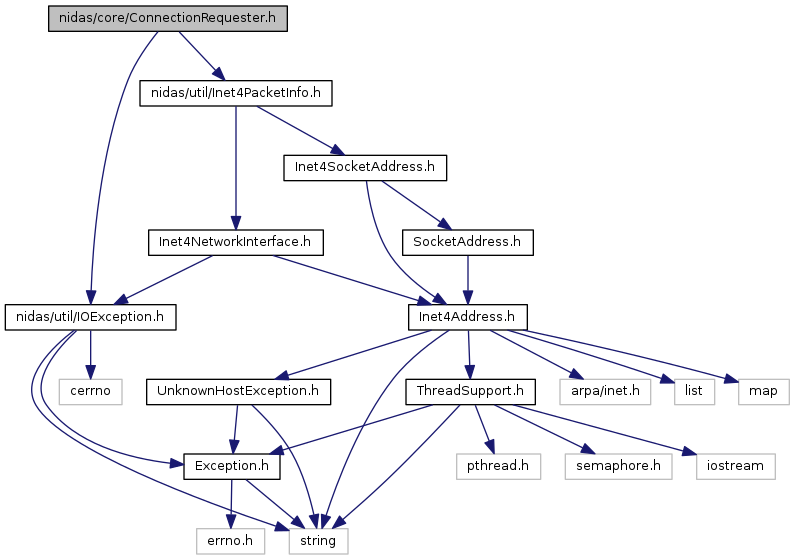 nidas/core/ConnectionRequester.h
nidas/util/Inet4PacketInfo.h
Inet4SocketAddress.h
Inet4NetworkInterface.h
SocketAddress.h
nidas/util/IOException.h
Inet4Address.h
cerrno
UnknownHostException.h
ThreadSupport.h
arpa/inet.h
list
map
Exception.h
pthread.h
semaphore.h
iostream
errno.h
string